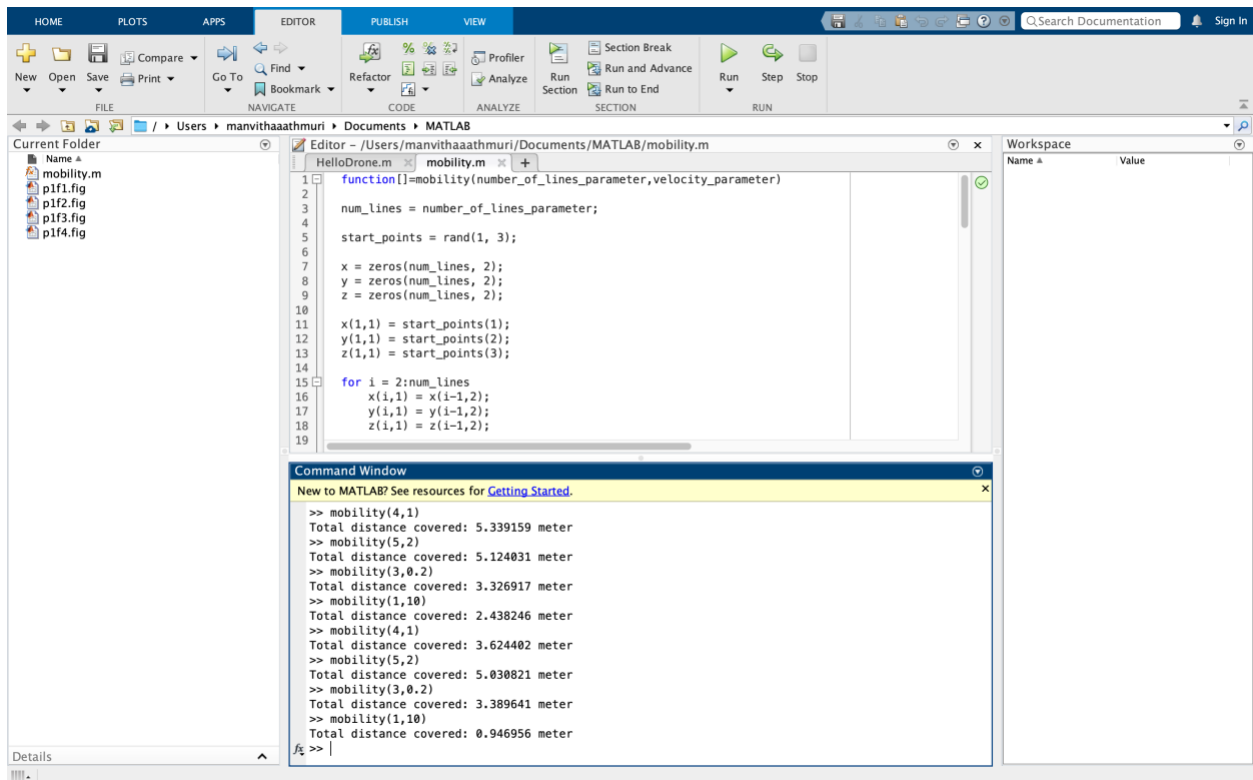 HOME PLOTS APPS EDITOR PUBLISH VIEW
Search Documentation
Sign In
New Open Save Compare Print
FILE
Go To Find Bookmark
NAVIGATE
Refactor
CODE
Profiler Analyze
ANALYZE
Run Section
Section Break
Run and Advance
Run to End
SECTION
Run Step Stop
RUN
/ Users manvithaaathmuri Documents MATLAB
Current Folder
Name
mobility.m
p1f1.fig
p1f2.fig
p1f3.fig
p1f4.fig
Details
Editor - /Users/manvithaaathmuri/Documents/MATLAB/mobility.m
HelloDrone.m mobility.m +
1 function[]=mobility(number_of_lines_parameter,velocity_parameter)
2
3 num_lines = number_of_lines_parameter;
4
5 start_points = rand(1, 3);
6
7 x = zeros(num_lines, 2);
8 y = zeros(num_lines, 2);
9 z = zeros(num_lines, 2);
10
11 x(1,1) = start_points(1);
12 y(1,1) = start_points(2);
13 z(1,1) = start_points(3);
14
15 for i = 2:num_lines
16 x(i,1) = x(i-1,2);
17 y(i,1) = y(i-1,2);
18 z(i,1) = z(i-1,2);
19
Command Window
New to MATLAB? See resources for Getting Started.
>> mobility(4,1)
Total distance covered: 5.339159 meter
>> mobility(5,2)
Total distance covered: 5.124031 meter
>> mobility(3,0.2)
Total distance covered: 3.326917 meter
>> mobility(1,10)
Total distance covered: 2.438246 meter
>> mobility(4,1)
Total distance covered: 3.624402 meter
>> mobility(5,2)
Total distance covered: 5.030821 meter
>> mobility(3,0.2)
Total distance covered: 3.389641 meter
>> mobility(1,10)
Total distance covered: 0.946956 meter
fx >>
Workspace
Name Value